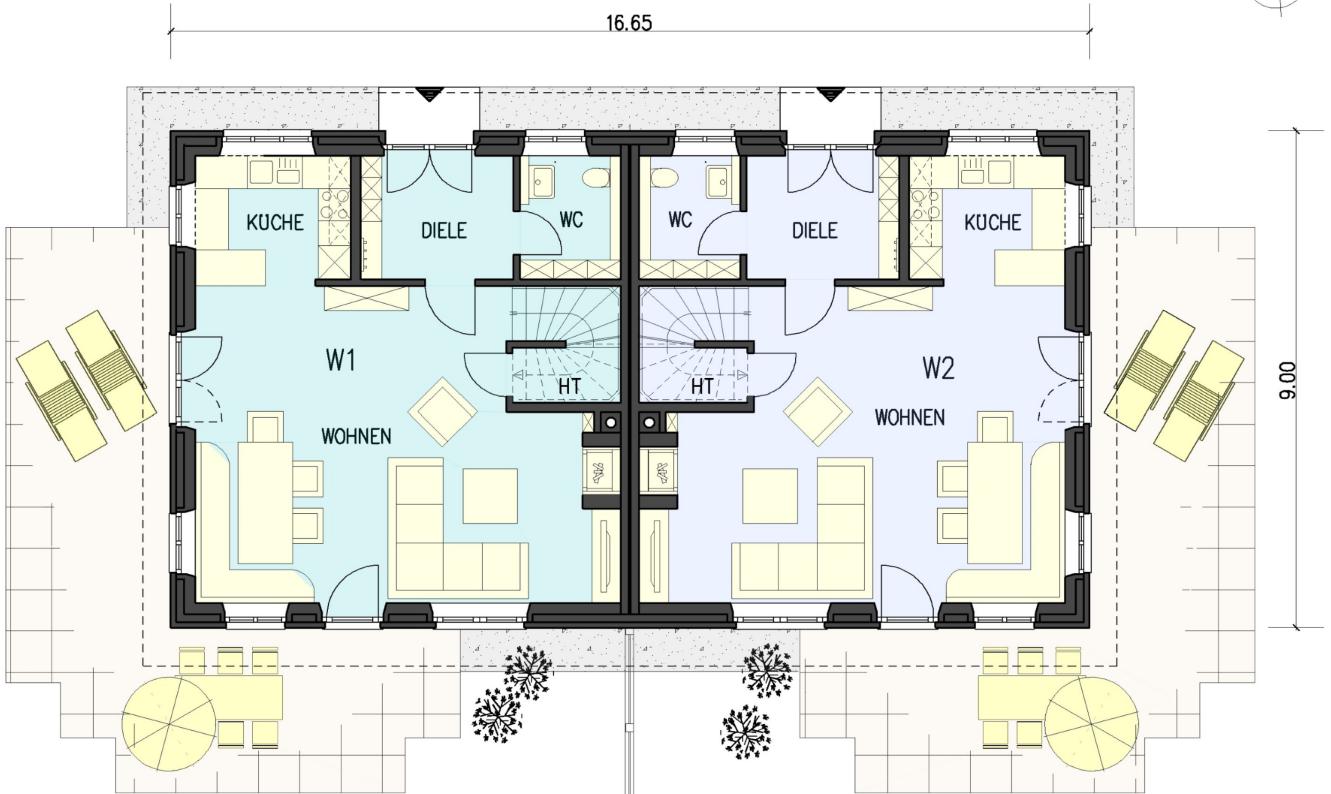 16.65
KÜCHE
DIELE
WC
WC
DIELE
KÜCHE
W1
W2
9.00
HT
HT
WOHNEN
WOHNEN